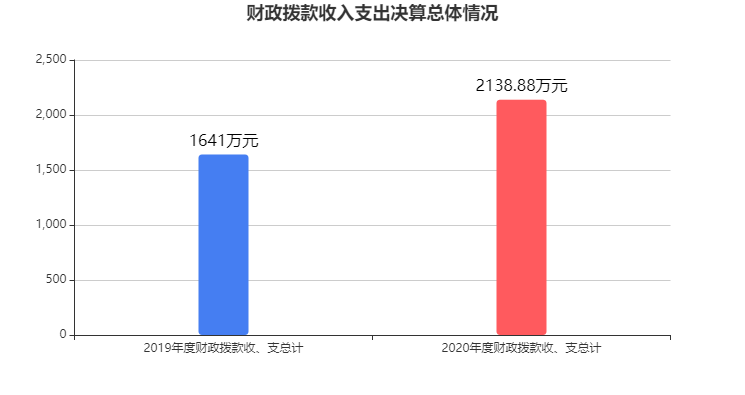 财政拨款收入支出决算总体情况
2,500
2138.88万元
2,000
1641万元
1,500
1,000
500
0
2019年度财政拨款收、支总计
2020年度财政拨款收、支总计